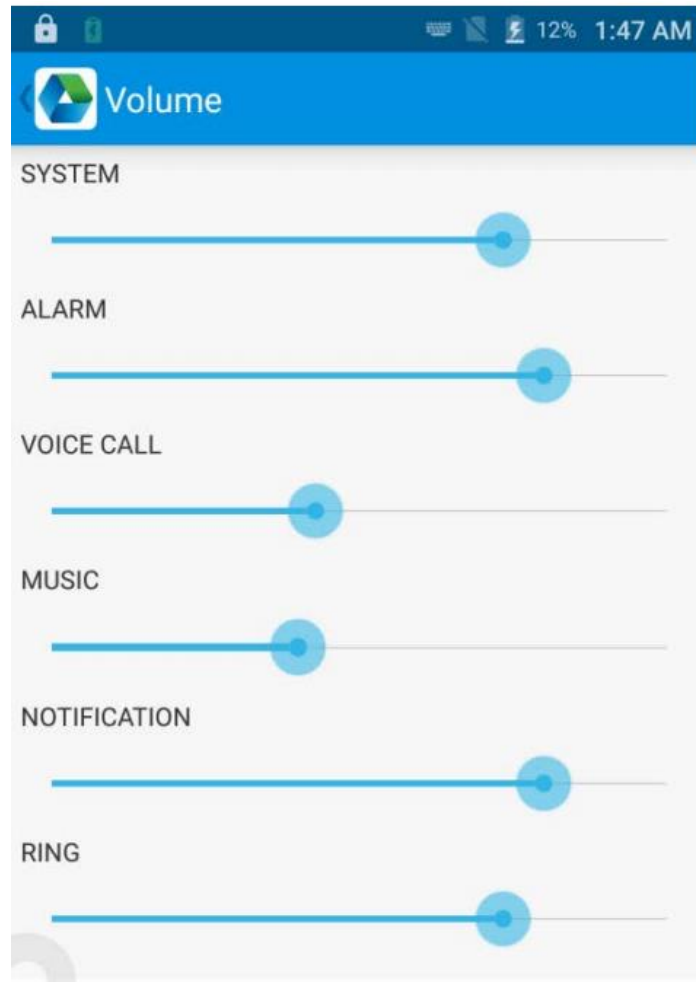 12% 1:47 AM
Volume
SYSTEM
ALARM
VOICE CALL
MUSIC
NOTIFICATION
RING